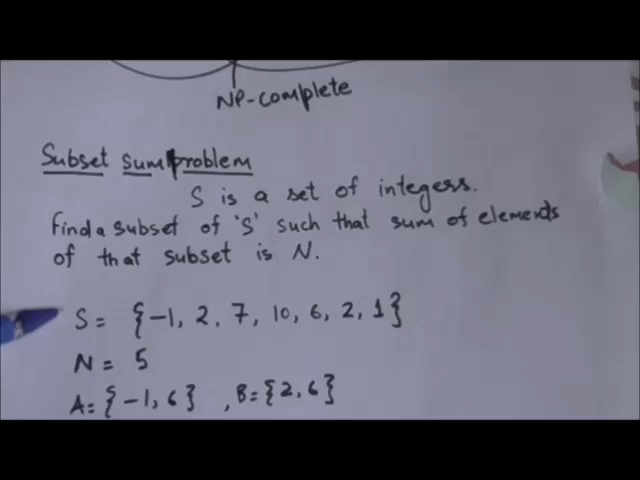 NP-complete
Subset sum problem
S is a set of integers.
Find a subset of 'S' such that sum of elements
of that subset is N.
S = {-1, 2, 7, 10, 6, 2, 1}
N = 5
A = {-1, 6} , B = {2, 6}